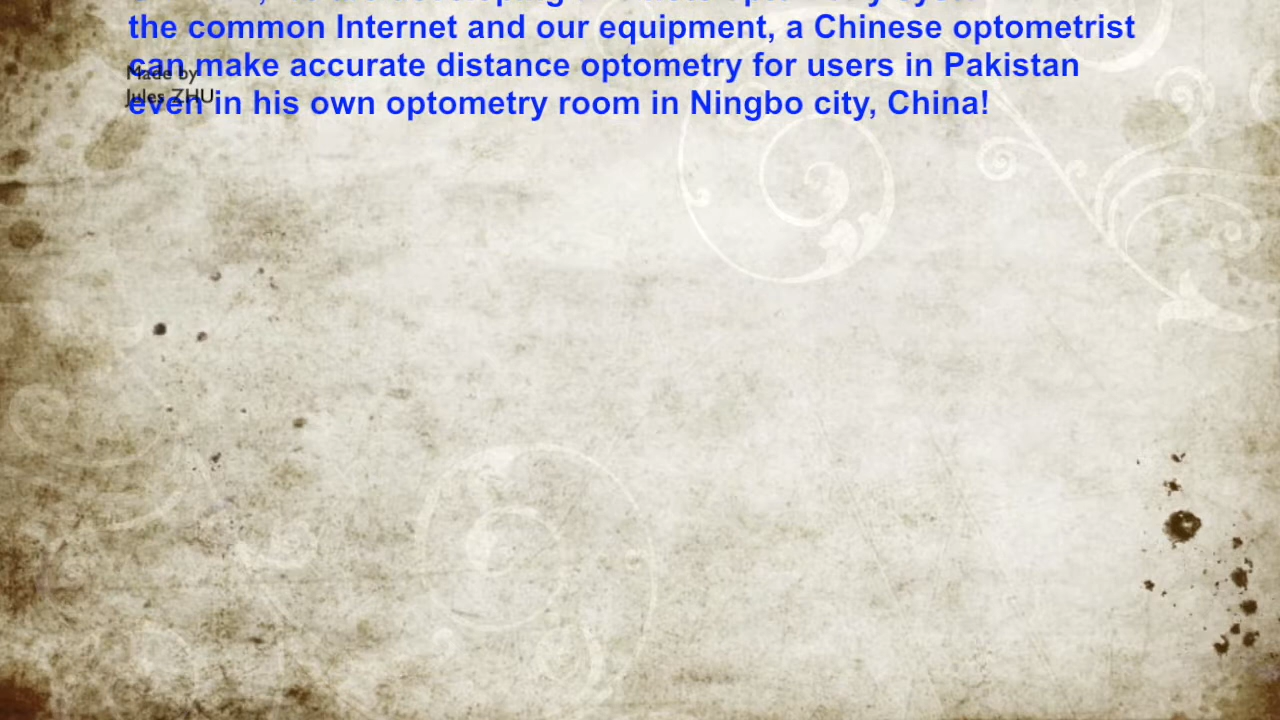 the common Internet and our equipment, a Chinese optometrist
can make accurate distance optometry for users in Pakistan
even in his own optometry room in Ningbo city, China!
Made by
Jules ZHU